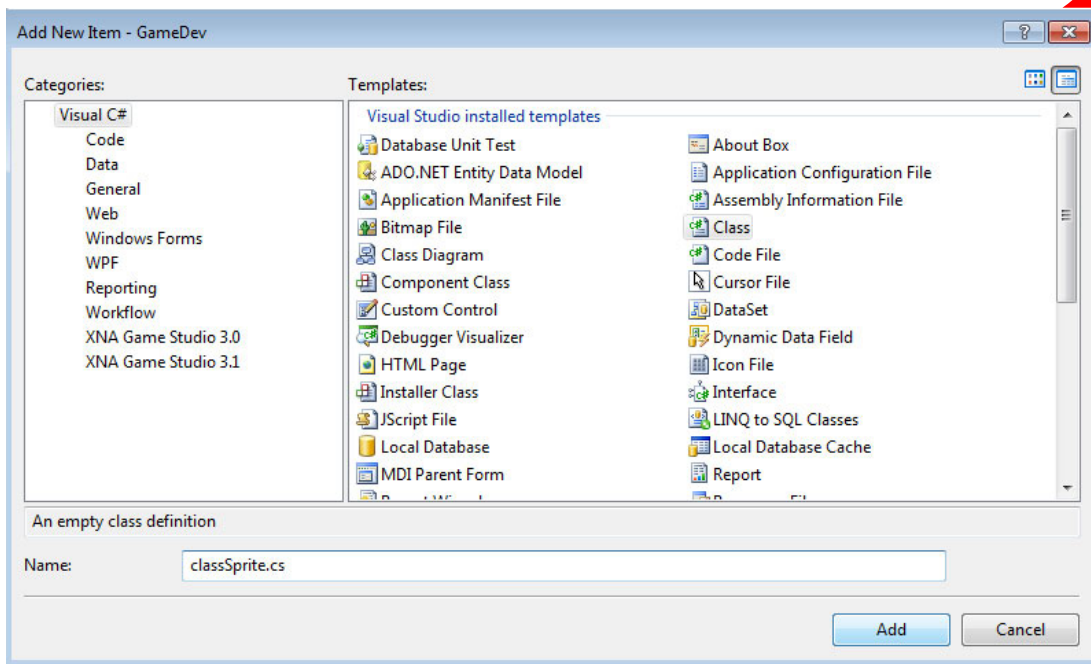 Add New Item - GameDev
Categories:
Templates:
Visual C#
Code
Data
General
Web
Windows Forms
WPF
Reporting
Workflow
XNA Game Studio 3.0
XNA Game Studio 3.1
Visual Studio installed templates
Database Unit Test
About Box
ADO.NET Entity Data Model
Application Configuration File
Application Manifest File
Assembly Information File
Bitmap File
Class
Class Diagram
Code File
Component Class
Cursor File
Custom Control
DataSet
Debugger Visualizer
Dynamic Data Field
HTML Page
Icon File
Installer Class
Interface
JScript File
LINQ to SQL Classes
Local Database
Local Database Cache
MDI Parent Form
Report
An empty class definition
Name:
classSprite.cs
Add
Cancel